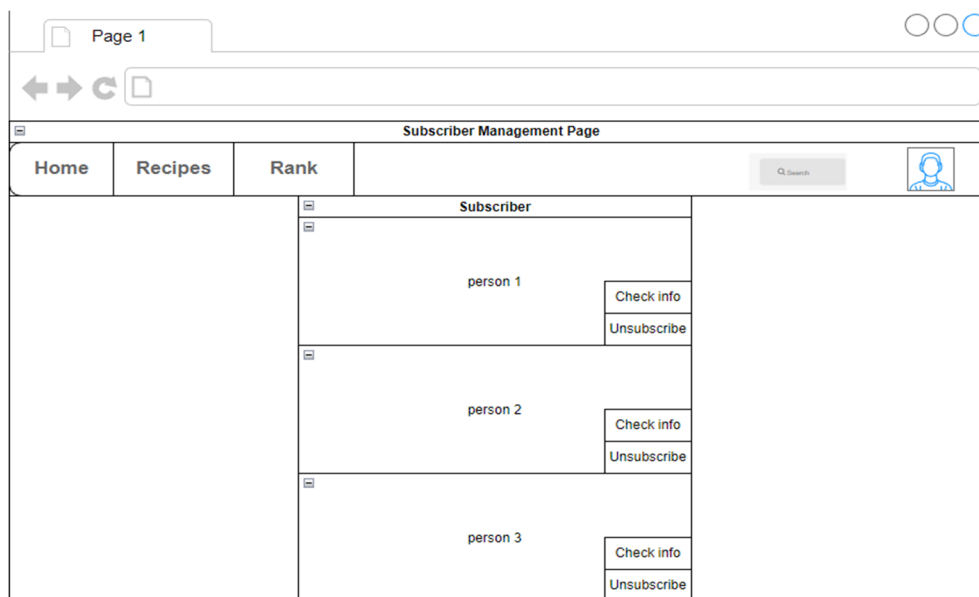 Page 1
Subscriber Management Page
Home Recipes Rank Search
Subscriber
person 1
Check info
Unsubscribe
person 2
Check info
Unsubscribe
person 3
Check info
Unsubscribe